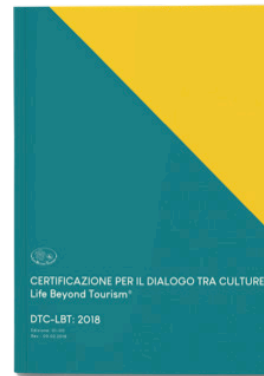 CERTIFICAZIONE PER IL DIALOGO TRA CULTURE
Life Beyond Tourism®
DTC-LBT: 2018